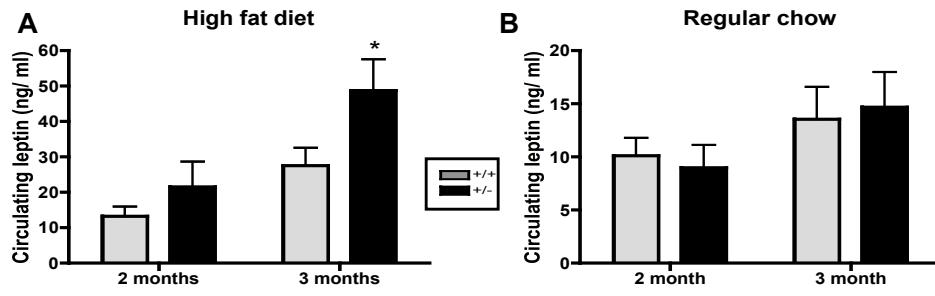 A
High fat diet
Circulating leptin (ng/ ml)
60
50
40
30
20
10
0
*
2 months
3 months
+/+
+/-
B
Regular chow
Circulating leptin (ng/ ml)
20
15
10
5
0
2 month
3 month